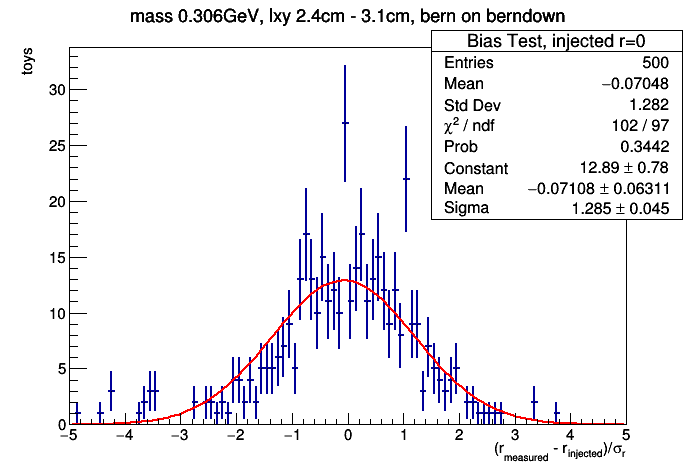 mass 0.306GeV, lxy 2.4cm - 3.1cm, bern on berndown
Bias Test, injected r=0
Entries 500
Mean −0.07048
Std Dev 1.282
χ² / ndf 102 / 97
Prob 0.3442
Constant 12.89 ± 0.78
Mean −0.07108 ± 0.06311
Sigma 1.285 ± 0.045
toys
30
25
20
15
10
5
0
−5 −4 −3 −2 −1 0 1 2 3 4 5
(r_measured - r_injected)/σ_r